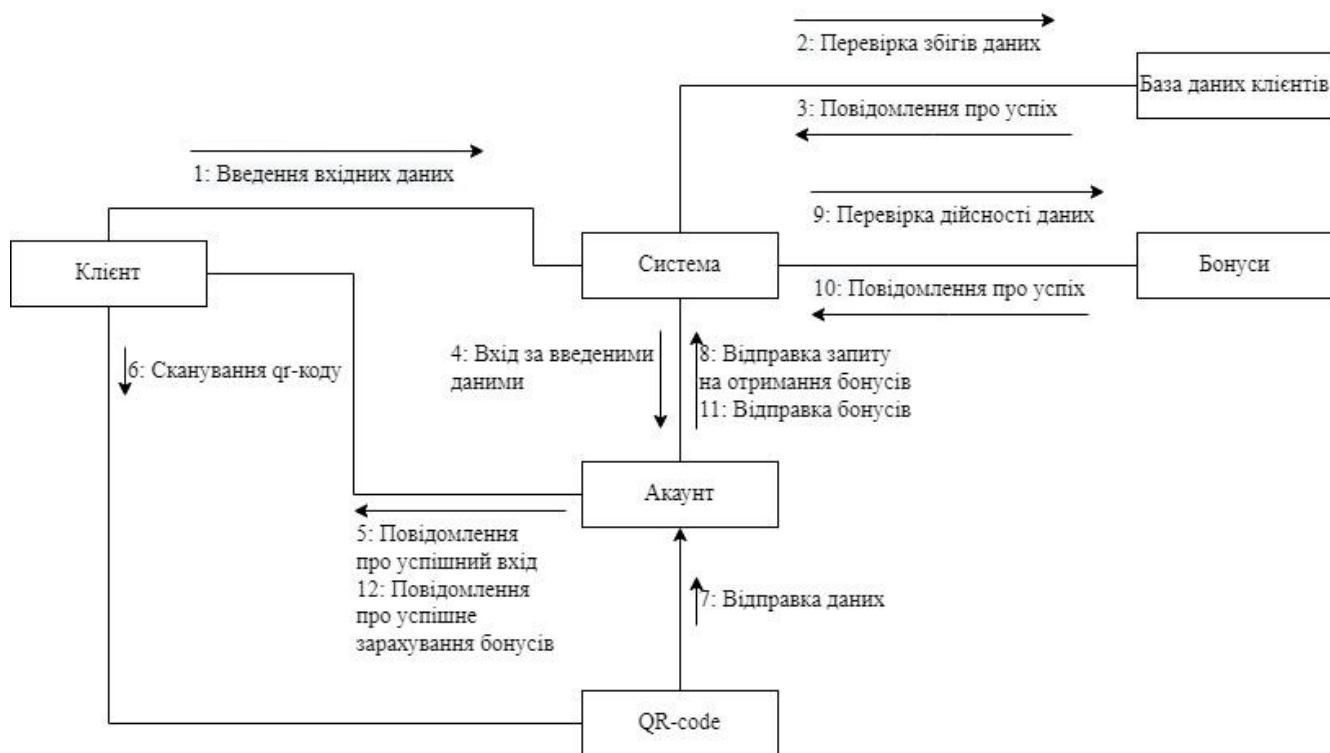 2: Перевірка збігів даних
База даних клієнтів
3: Повідомлення про успіх
1: Введення вхідних даних
9: Перевірка дійсності даних
Клієнт
Система
Бонуси
10: Повідомлення про успіх
6: Сканування qr-коду
4: Вхід за введеними
даними
8: Відправка запиту
на отримання бонусів
11: Відправка бонусів
Акаунт
5: Повідомлення
про успішний вхід
12: Повідомлення
про успішне
зарахування бонусів
7: Відправка даних
QR-code